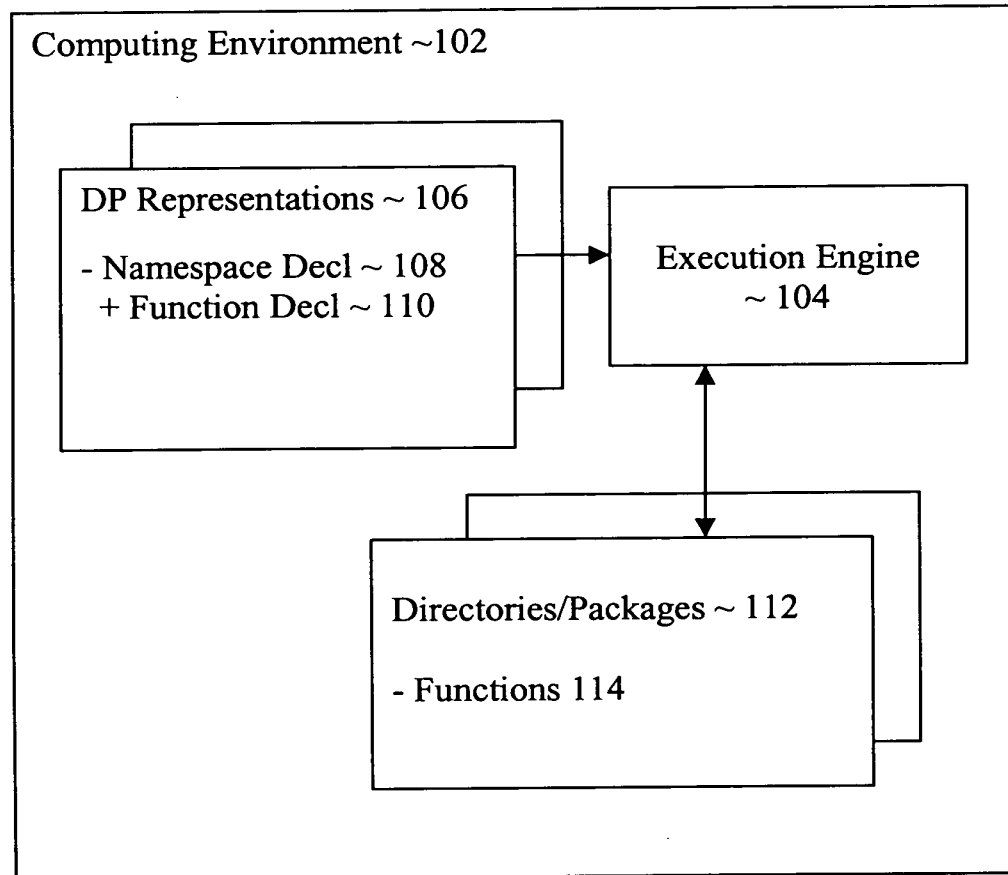 Computing Environment ~102
DP Representations ~ 106
- Namespace Decl ~ 108
+ Function Decl ~ 110
Execution Engine
~ 104
Directories/Packages ~ 112
- Functions 114